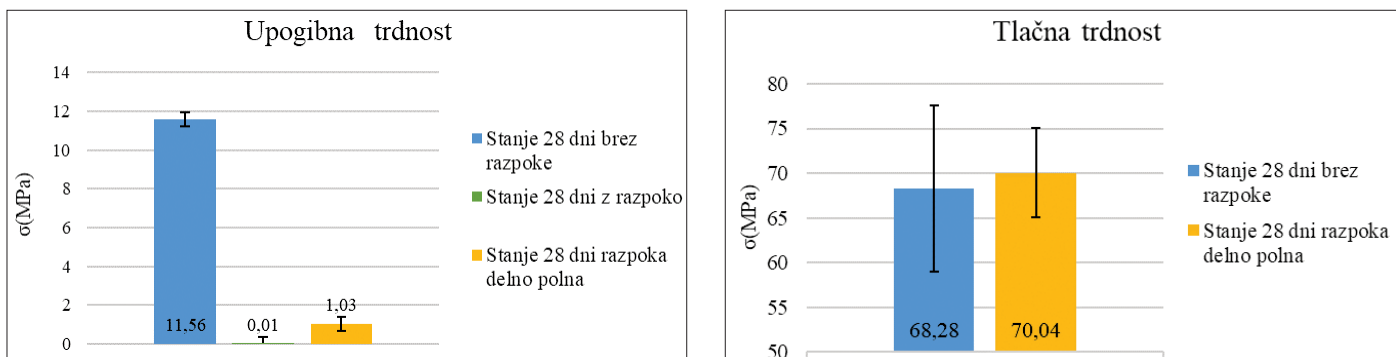 Upogibna trdnost
14
12
10
8
6
4
2
0
σ(MPa)
11,56
0,01
1,03
Stanje 28 dni brez
razpoke
Stanje 28 dni z razpoko
Stanje 28 dni razpoka
delno polna
Tlačna trdnost
80
75
70
65
60
55
50
σ(MPa)
68,28
70,04
Stanje 28 dni brez
razpoke
Stanje 28 dni razpoka
delno polna